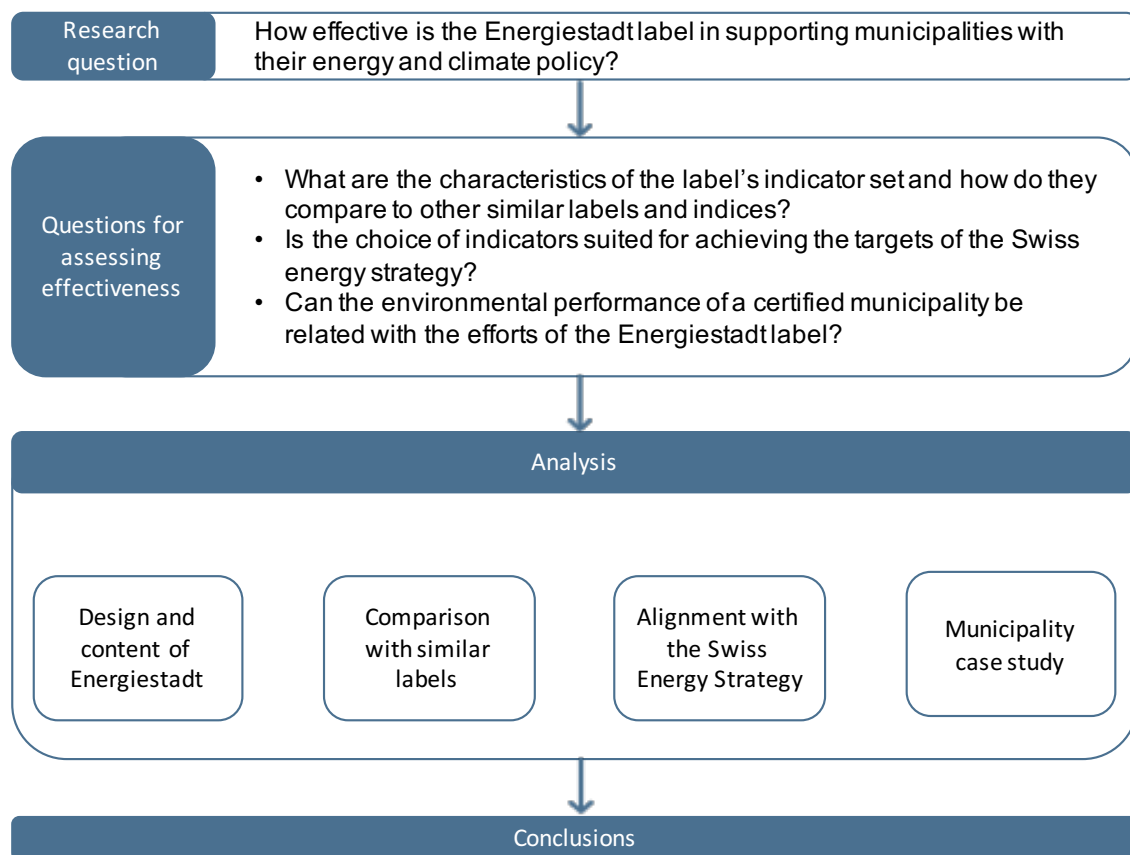 Research
question
How effective is the Energiestadt label in supporting municipalities with
their energy and climate policy?
Questions for
assessing
effectiveness
• What are the characteristics of the label’s indicator set and how do they
compare to other similar labels and indices?
• Is the choice of indicators suited for achieving the targets of the Swiss
energy strategy?
• Can the environmental performance of a certified municipality be
related with the efforts of the Energiestadt label?
Analysis
Design and
content of
Energiestadt
Comparison
with similar
labels
Alignment with
the Swiss
Energy Strategy
Municipality
case study
Conclusions